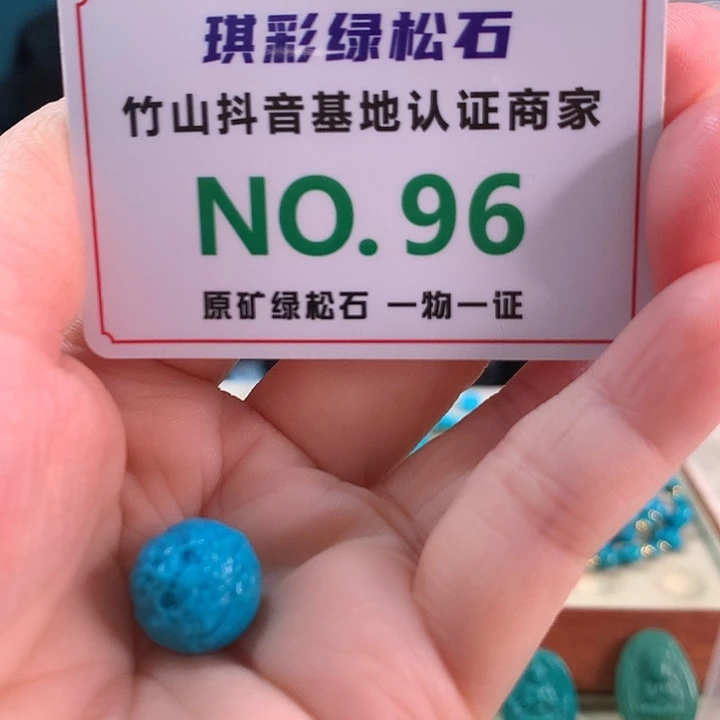 琪彩绿松石
竹山抖音基地认证商家
NO.96
原矿绿松石 一物一证